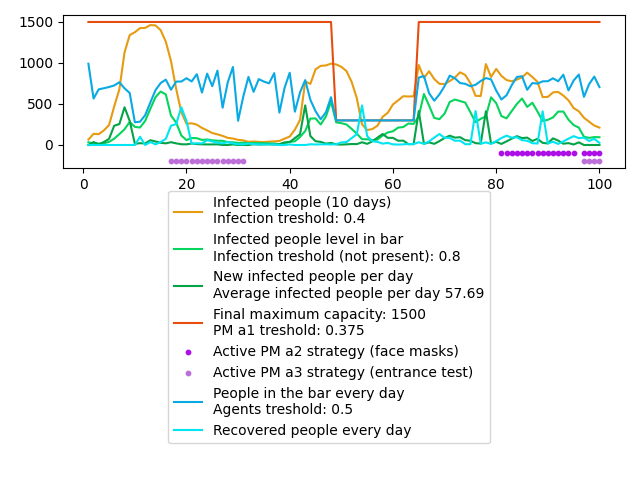 1500
1000
500
0
0 20 40 60 80 100
Infected people (10 days)
Infection treshold: 0.4
Infected people level in bar
Infection treshold (not present): 0.8
New infected people per day
Average infected people per day 57.69
Final maximum capacity: 1500
PM a1 treshold: 0.375
Active PM a2 strategy (face masks)
Active PM a3 strategy (entrance test)
People in the bar every day
Agents treshold: 0.5
Recovered people every day